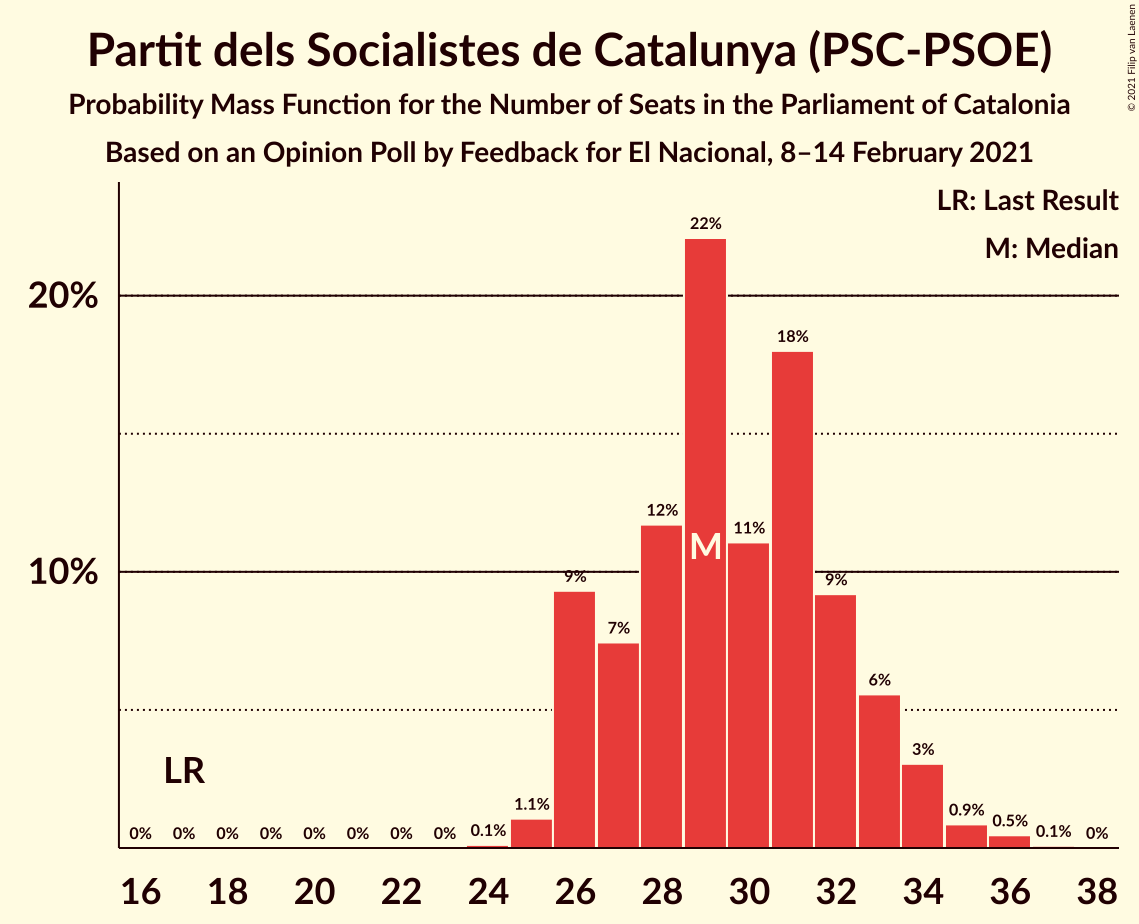 Partit dels Socialistes de Catalunya (PSC-PSOE)
Probability Mass Function for the Number of Seats in the Parliament of Catalonia
Based on an Opinion Poll by Feedback for El Nacional, 8–14 February 2021
© 2021 Filip van Laenen
LR: Last Result
M: Median
20%
10%
22%
18%
12%
11%
M
9%
9%
7%
6%
3%
LR
0% 0% 0% 0% 0% 0% 0% 0% 0.1% 1.1% 0.9% 0.5% 0.1% 0%
16 18 20 22 24 26 28 30 32 34 36 38